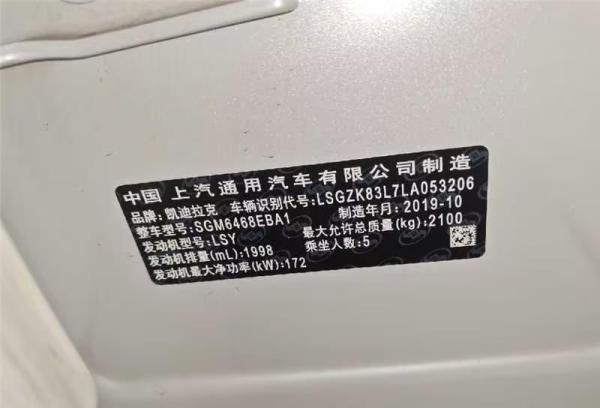 中国 上汽通用汽车有限公司制造
品牌:凯迪拉克 车辆识别代号:LSGZK83L7LA053206
整车型号:SGM6468EBA1 制造年月:2019-10
发动机型号:LSY 最大允许总质量(kg):2100
发动机排量(mL):1998 乘坐人数:5
发动机最大净功率(kW):172